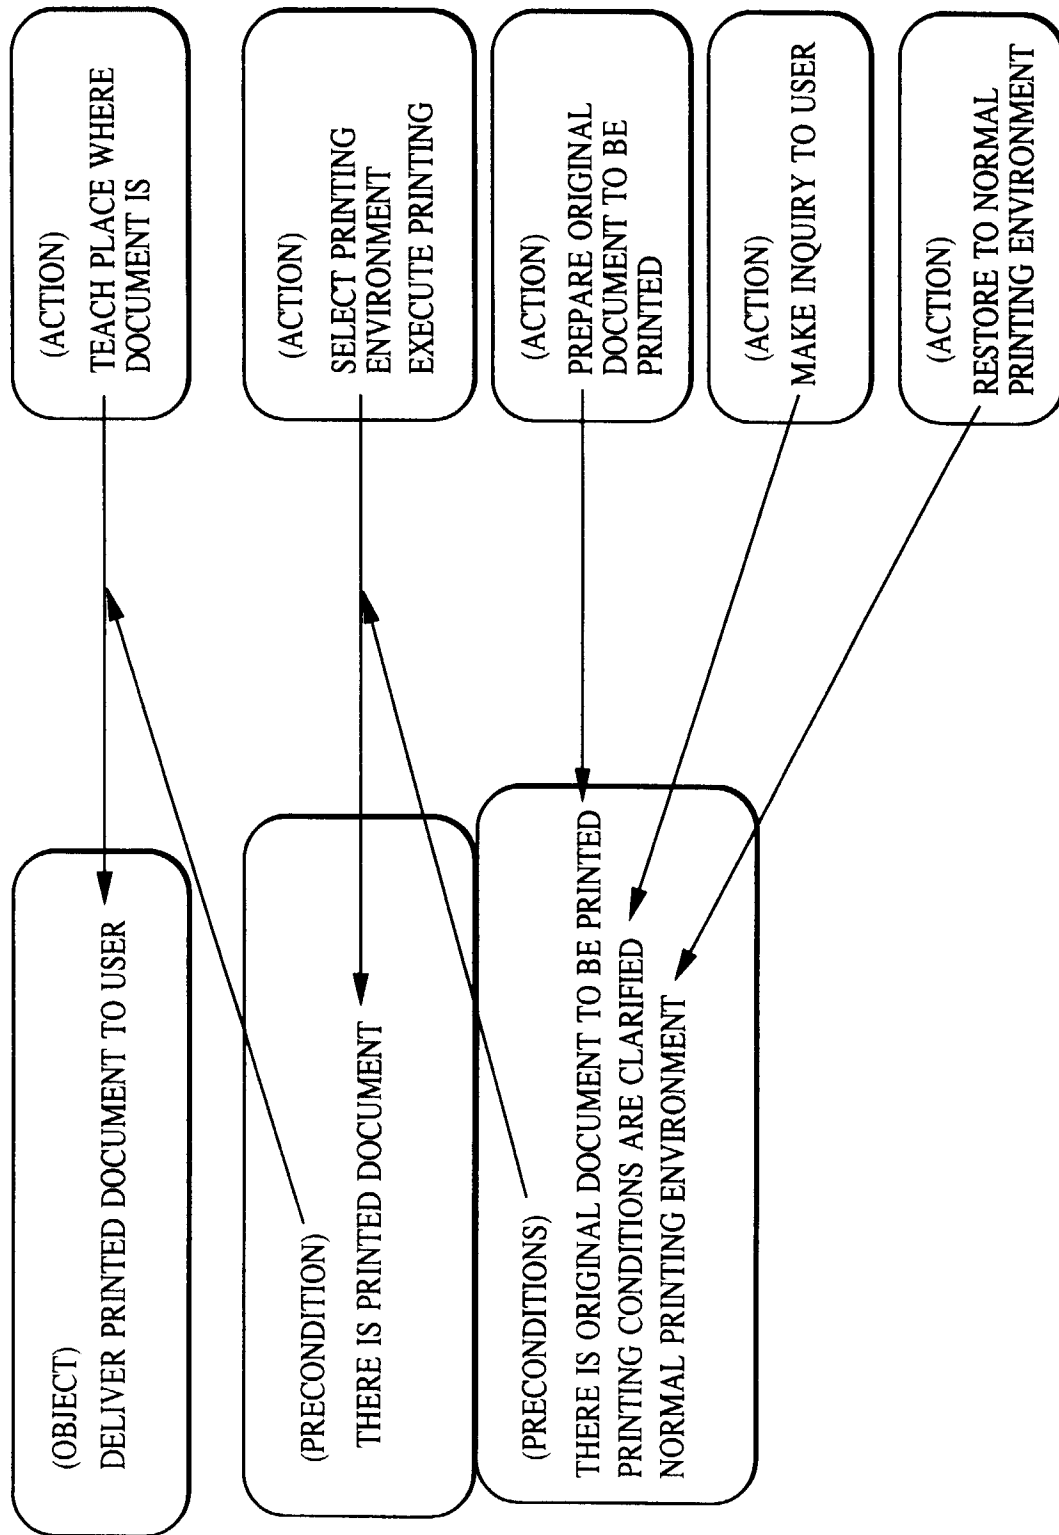 (OBJECT)
DELIVER PRINTED DOCUMENT TO USER
(ACTION)
TEACH PLACE WHERE
DOCUMENT IS
(PRECONDITION)
THERE IS PRINTED DOCUMENT
(ACTION)
SELECT PRINTING
ENVIRONMENT
EXECUTE PRINTING
(PRECONDITIONS)
THERE IS ORIGINAL DOCUMENT TO BE PRINTED
PRINTING CONDITIONS ARE CLARIFIED
NORMAL PRINTING ENVIRONMENT
(ACTION)
PREPARE ORIGINAL
DOCUMENT TO BE
PRINTED
(ACTION)
MAKE INQUIRY TO USER
(ACTION)
RESTORE TO NORMAL
PRINTING ENVIRONMENT